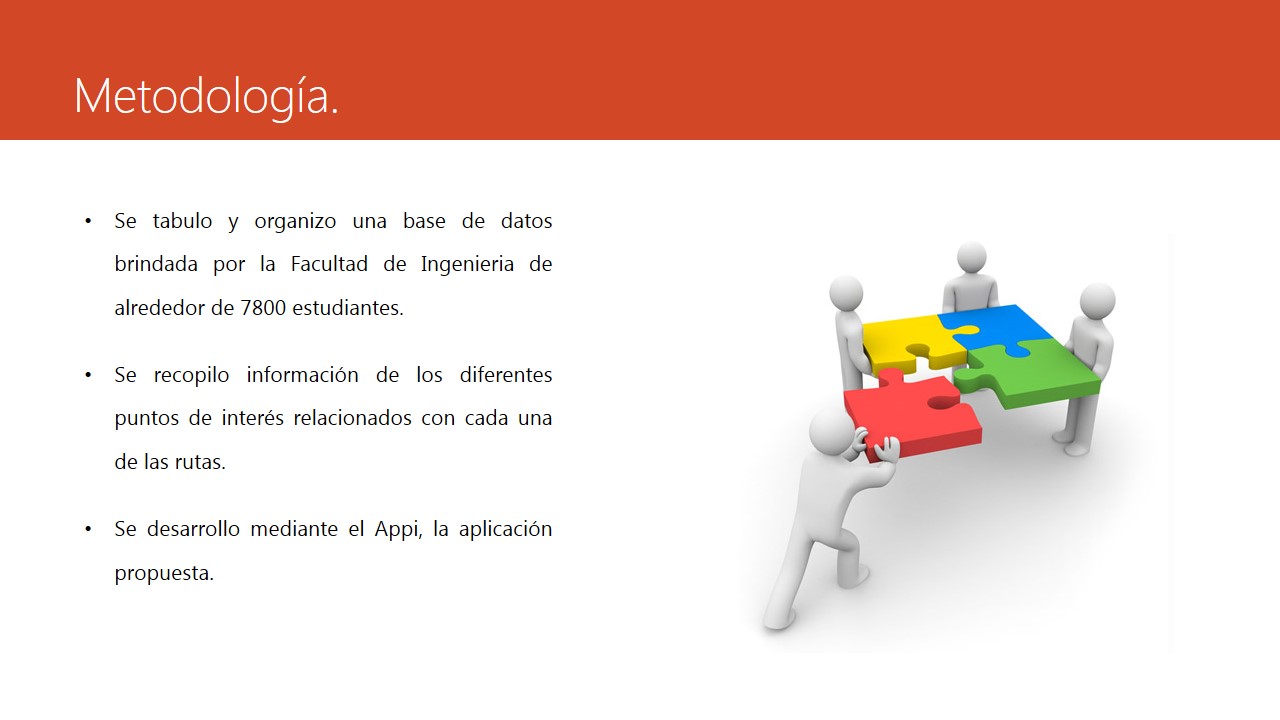 Metodología.
• Se tabulo y organizo una base de datos
brindada por la Facultad de Ingenieria de
alrededor de 7800 estudiantes.
• Se recopilo información de los diferentes
puntos de interés relacionados con cada una
de las rutas.
• Se desarrollo mediante el Appi, la aplicación
propuesta.